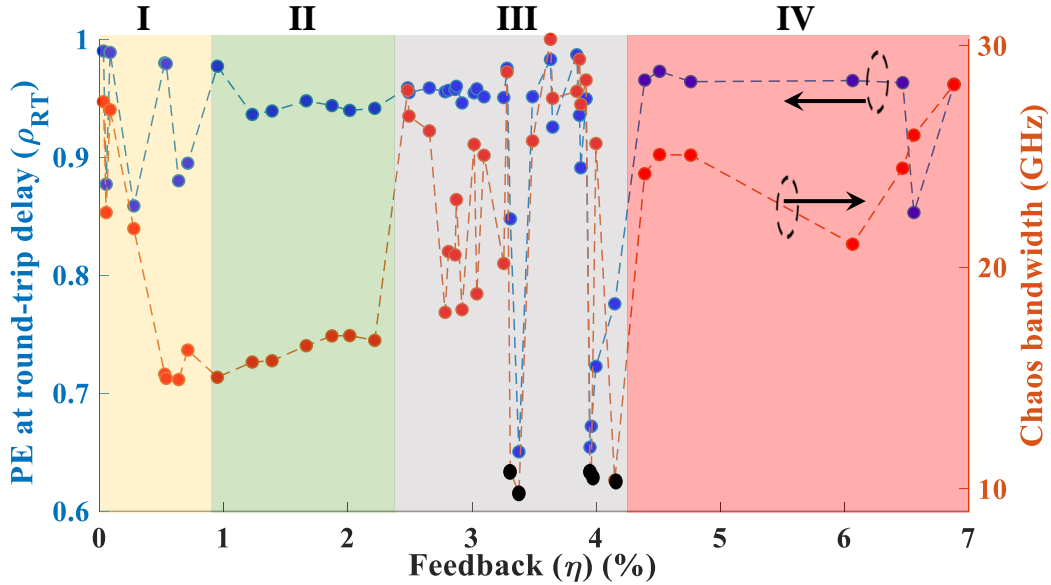 I II III IV
PE at round-trip delay (ρRT)
1
0.9
0.8
0.7
0.6
30
20
10
Chaos bandwidth (GHz)
0 1 2 3 4 5 6 7
Feedback (η) (%)